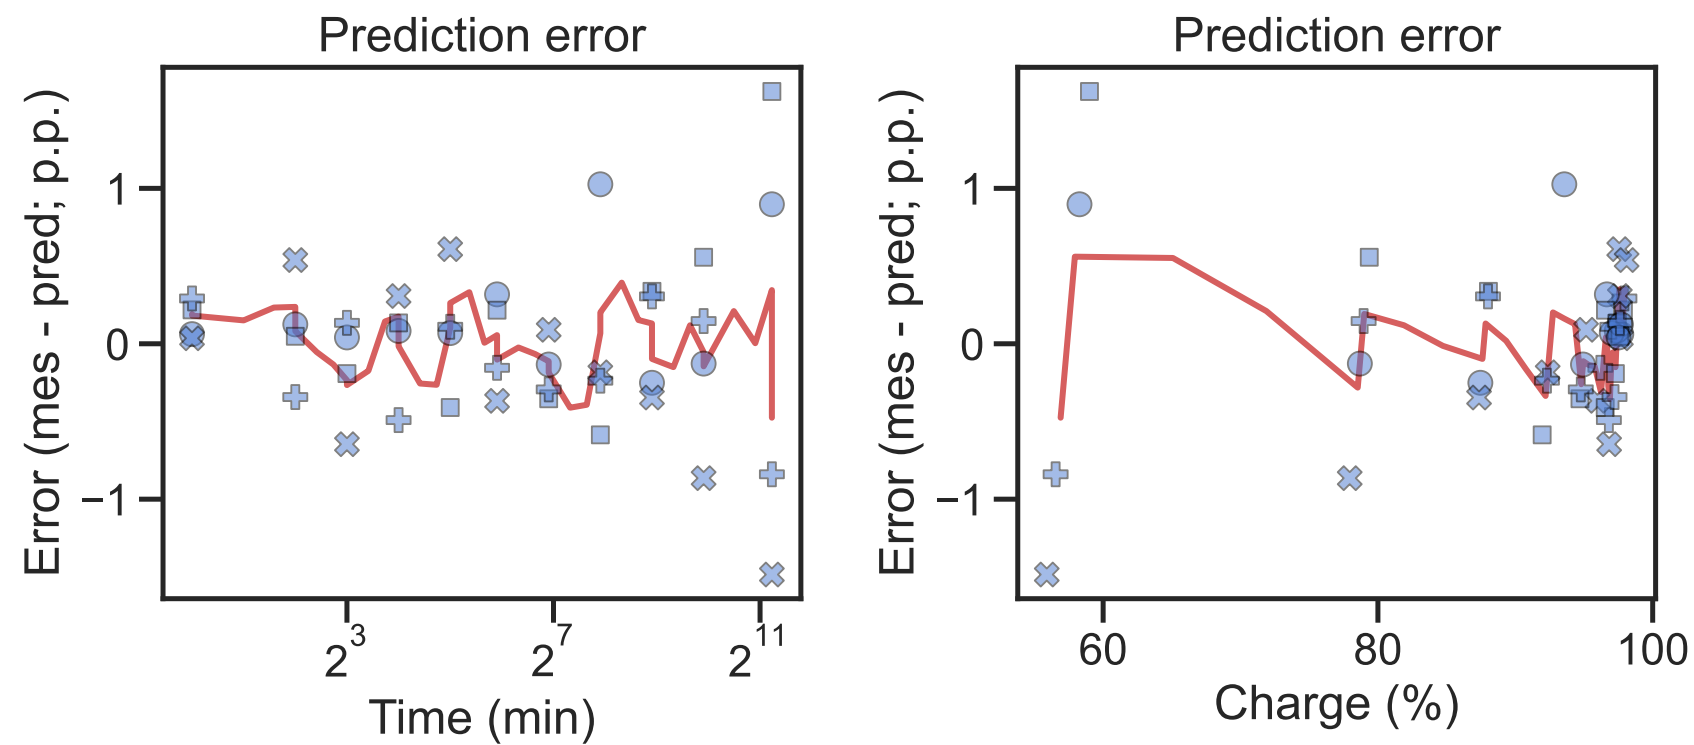 Prediction error
Error (mes - pred; p.p.)
1
0
−1
2^3
2^7
2^11
Time (min)
Prediction error
Error (mes - pred; p.p.)
1
0
−1
60
80
100
Charge (%)